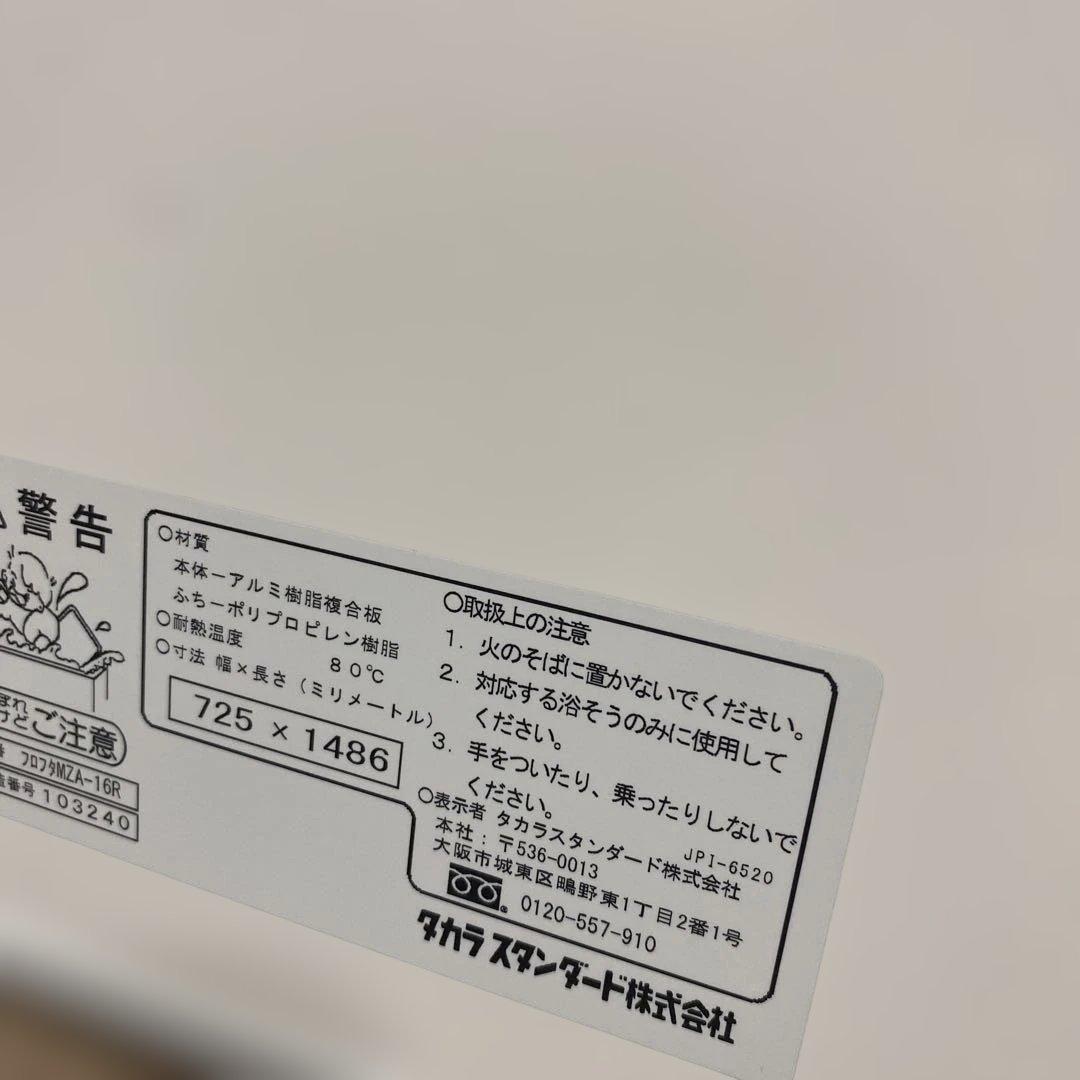 警告
ご注意
フロフタMZA-16R
造番号 103240
○材質
本体ーアルミ樹脂複合板
ふちーポリプロピレン樹脂
○耐熱温度 80℃
○寸法 幅×長さ（ミリメートル）
725 × 1486
○取扱上の注意
1. 火のそばに置かないでください。
2. 対応する浴そうのみに使用して
ください。
3. 手をついたり、乗ったりしないで
ください。
JPI-6520
○表示者 タカラスタンダード株式会社
本社：〒536-0013
大阪市城東区鴫野東1丁目2番1号
0120-557-910
タカラスタンダード株式会社